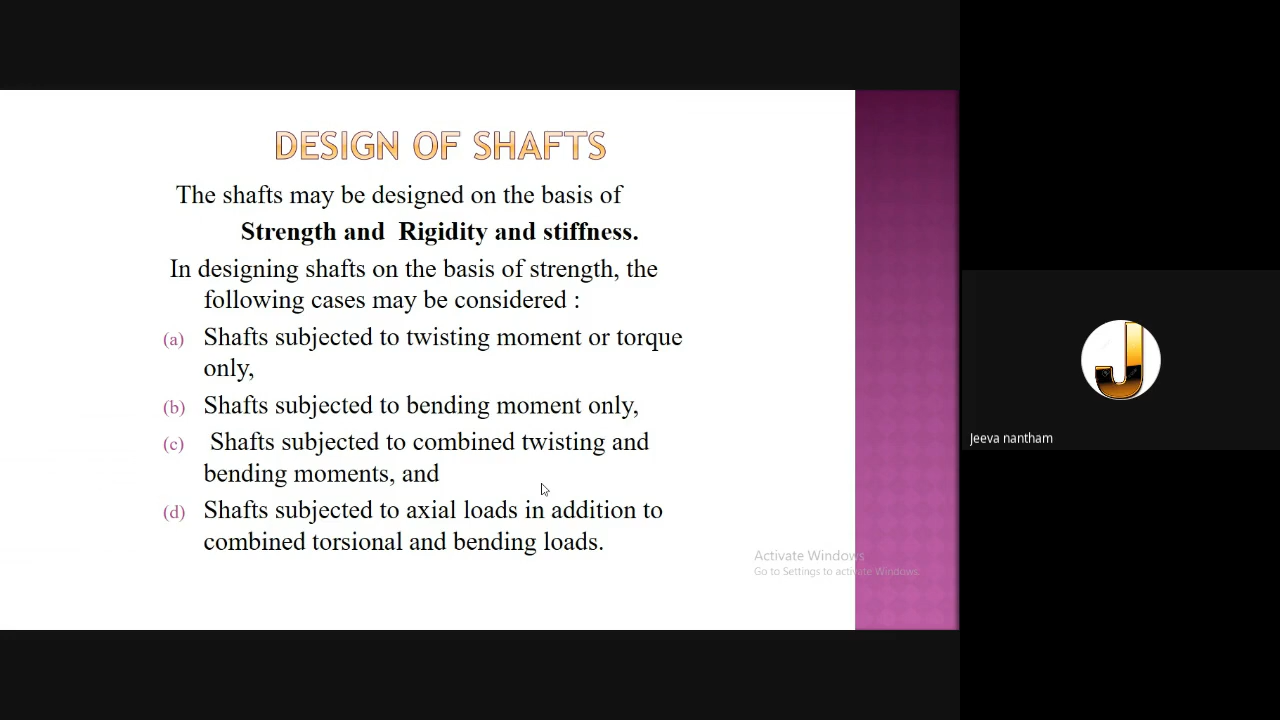 DESIGN OF SHAFTS
The shafts may be designed on the basis of
Strength and Rigidity and stiffness.
In designing shafts on the basis of strength, the
following cases may be considered :
(a) Shafts subjected to twisting moment or torque
only,
(b) Shafts subjected to bending moment only,
(c) Shafts subjected to combined twisting and
bending moments, and
(d) Shafts subjected to axial loads in addition to
combined torsional and bending loads.
Activate Windows
Go to Settings to activate Windows.
J
Jeeva nantham